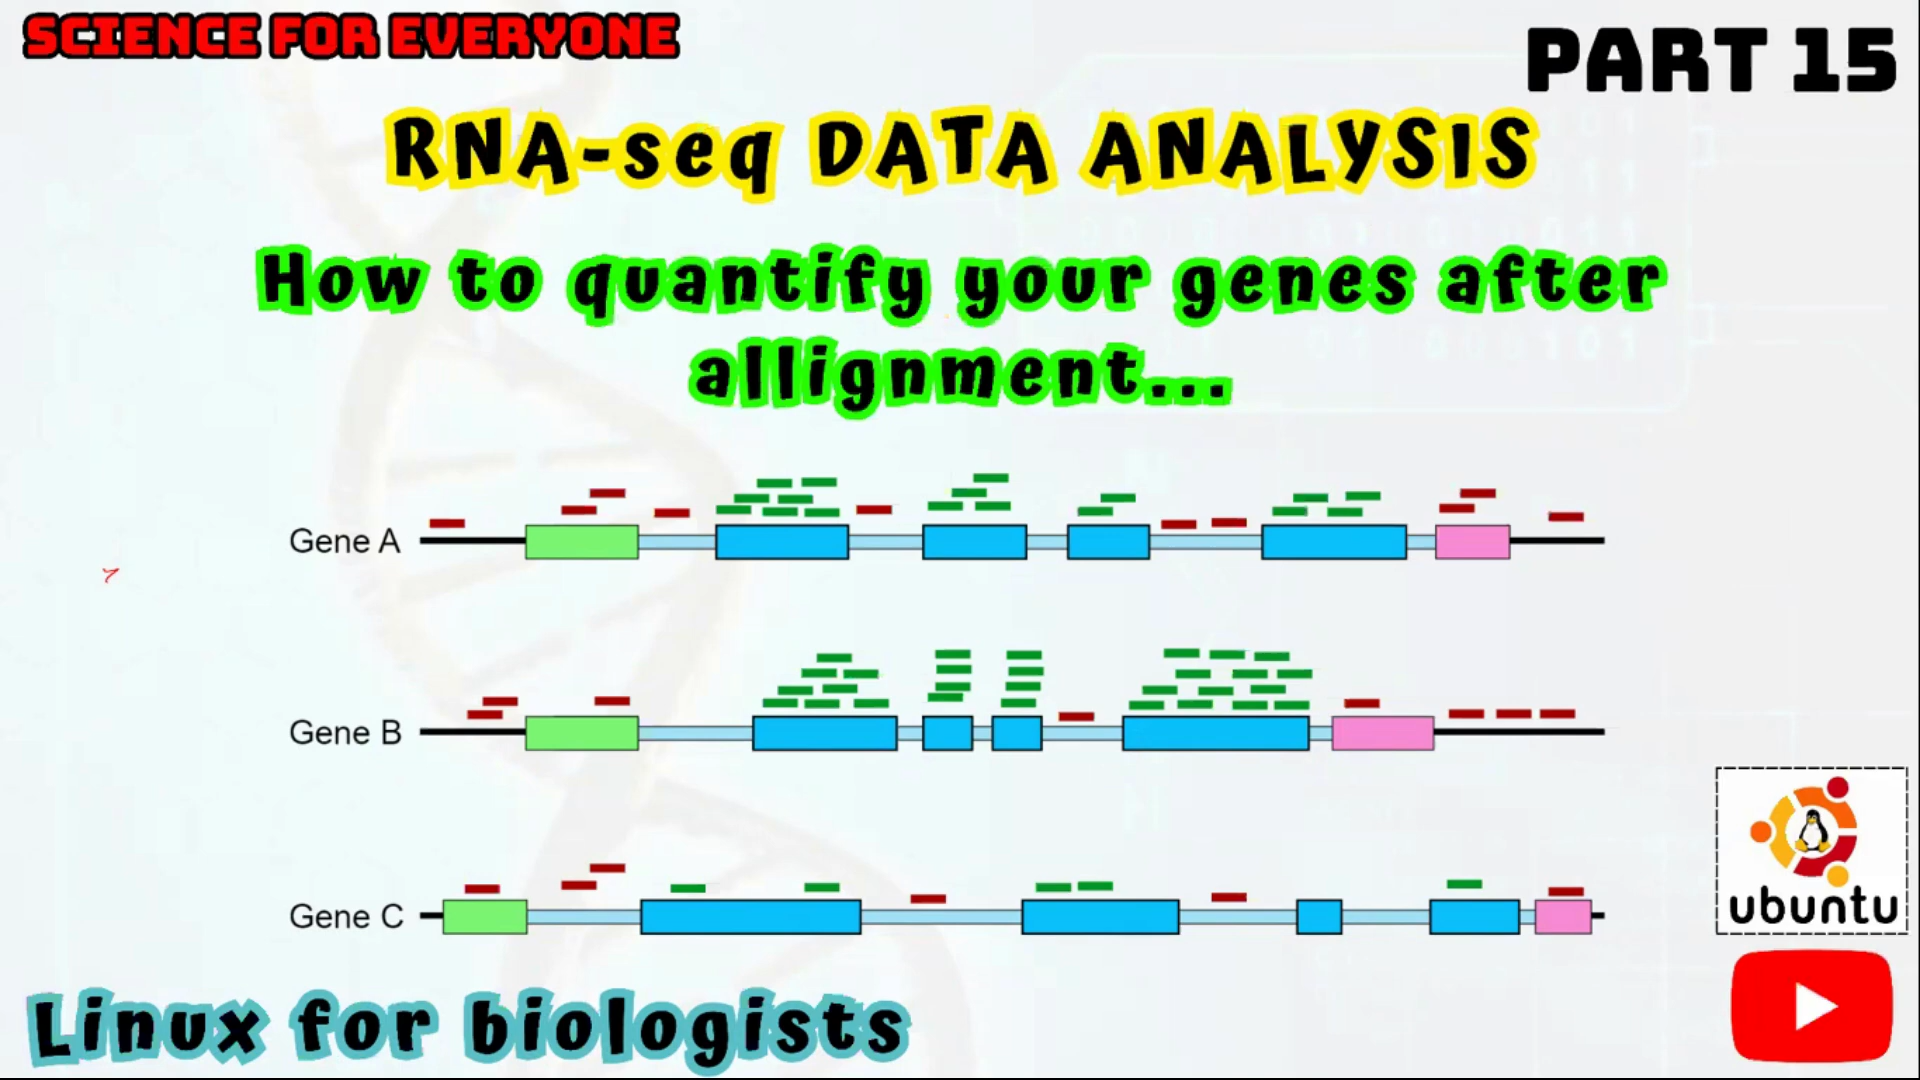 SCIENCE FOR EVERYONE
PART 15
RNA-seq DATA ANALYSIS
How to quantify your genes after
allignment...
Gene A
Gene B
Gene C
ubuntu
Linux for biologists